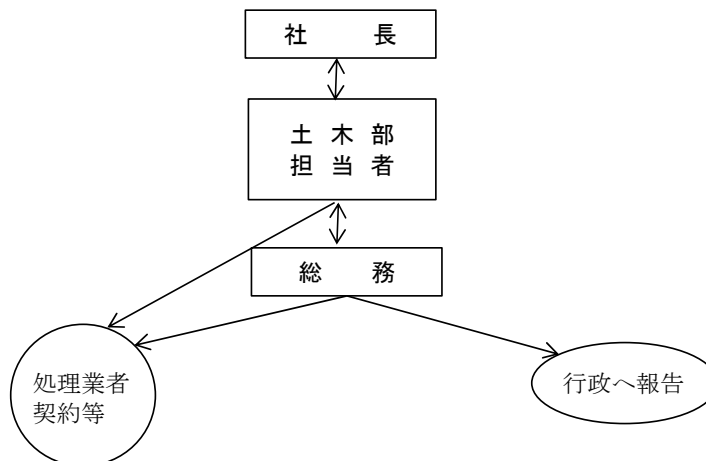 社　　長
土 木 部
担 当 者
総　　務
処理業者
契約等
行政へ報告